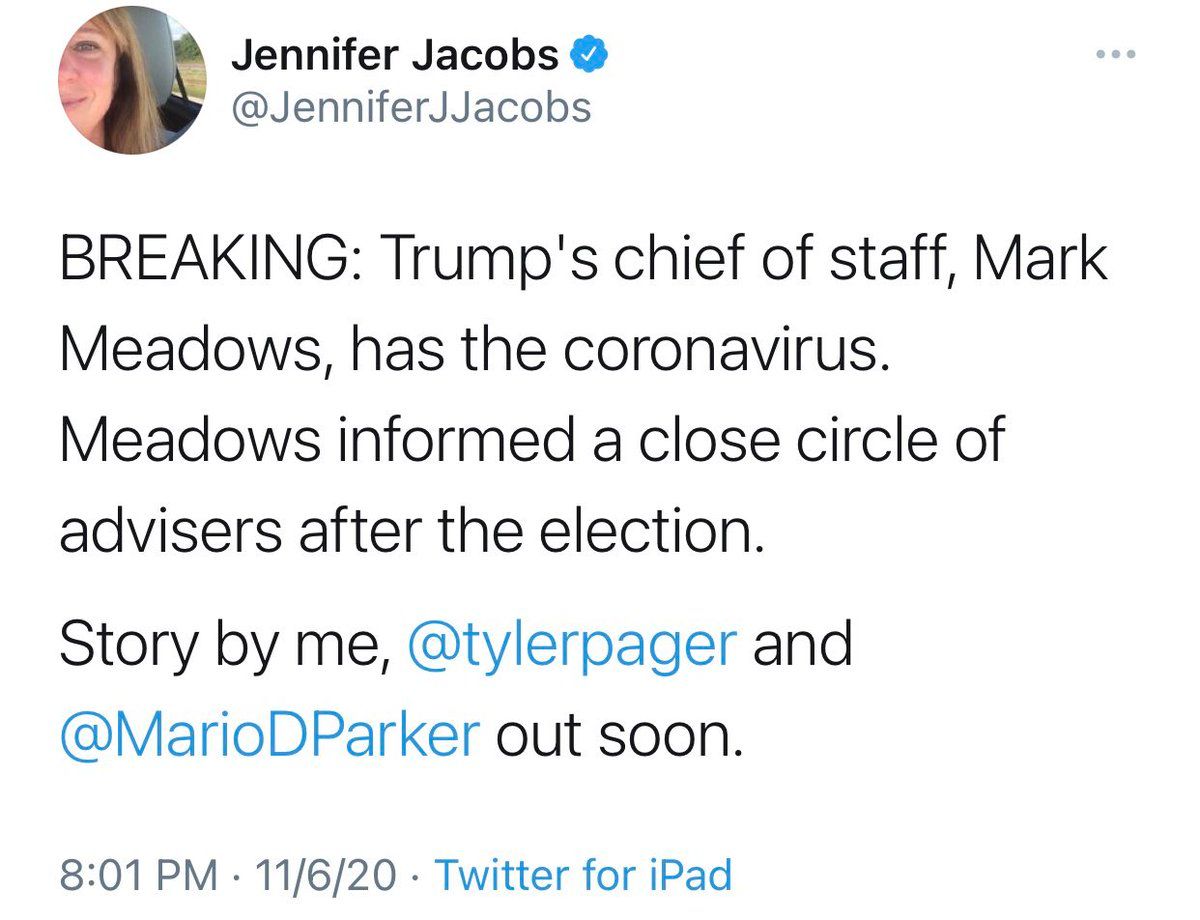 Jennifer Jacobs
@JenniferJJacobs
BREAKING: Trump's chief of staff, Mark
Meadows, has the coronavirus.
Meadows informed a close circle of
advisers after the election.
Story by me, @tylerpager and
@MarioDParker out soon.
8:01 PM · 11/6/20 · Twitter for iPad